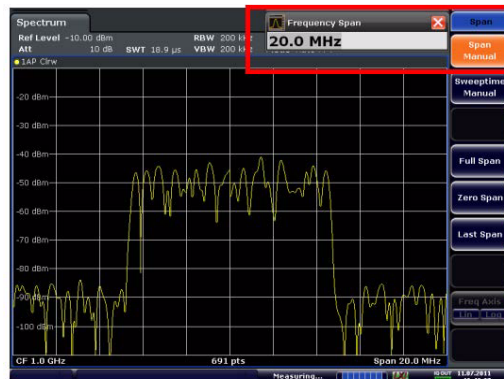 Spectrum
Ref Level -10.00 dBm RBW 200 kHz
Att 10 dB SWT 18.9 µs VBW 200 kHz
Frequency Span
20.0 MHz
1AP Clrw
-20 dBm
-30 dBm
-40 dBm
-50 dBm
-60 dBm
-70 dBm
-80 dBm
-90 dBm
-100 dBm
CF 1.0 GHz 691 pts Span 20.0 MHz
Measuring... 11.07.2011
Span
Span Manual
Sweeptime Manual
Full Span
Zero Span
Last Span
Freq Axis
Lin Log